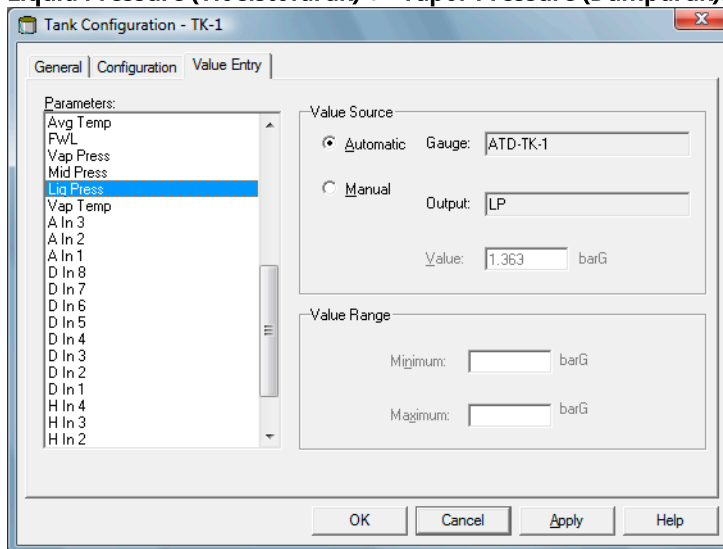 Tank Configuration - TK-1
General
Configuration
Value Entry
Parameters:
Avg Temp
FWL
Vap Press
Mid Press
Liq Press
Vap Temp
A In 3
A In 2
A In 1
D In 8
D In 7
D In 6
D In 5
D In 4
D In 3
D In 2
D In 1
H In 4
H In 3
H In 2
Value Source
Automatic
Gauge: ATD-TK-1
Manual
Output: LP
Value: 1.363 barG
Value Range
Minimum: barG
Maximum: barG
OK
Cancel
Apply
Help